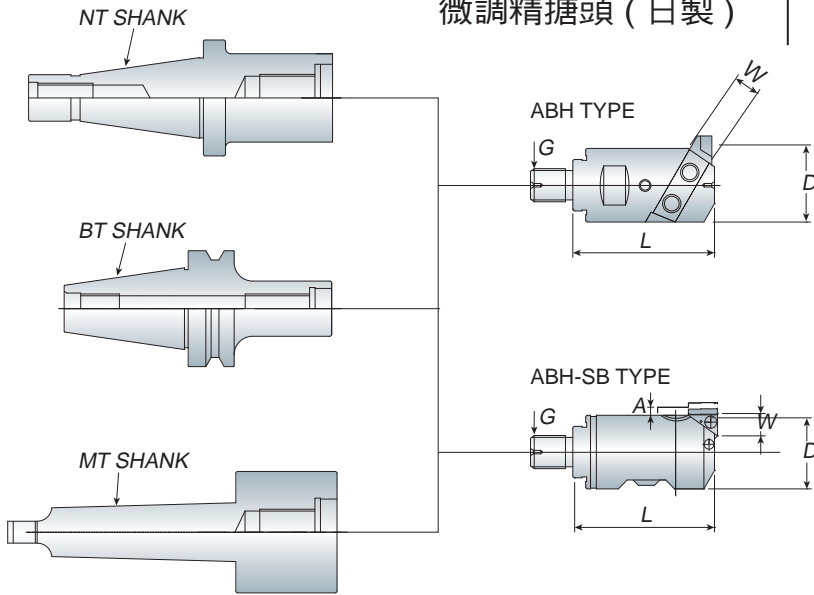 微調精搪頭 ( 日製 )
NT SHANK
BT SHANK
MT SHANK
ABH TYPE
W
G
D
L
ABH-SB TYPE
A
G
W
D
L